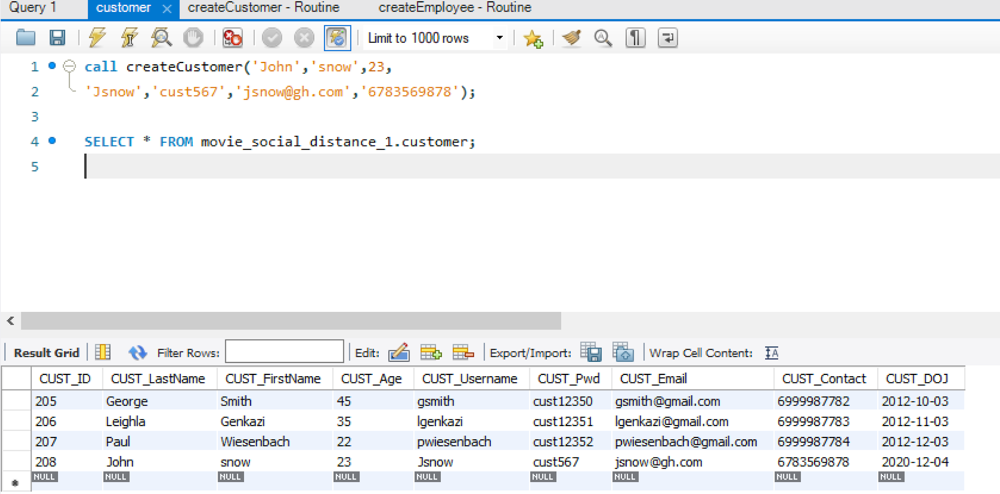 Query 1 customer createCustomer - Routine createEmployee - Routine
Limit to 1000 rows
1 call createCustomer('John','snow',23,
2 'Jsnow','cust567','jsnow@gh.com','6783569878');
3
4 SELECT * FROM movie_social_distance_1.customer;
5
Result Grid Filter Rows: Edit: Export/Import: Wrap Cell Content:
CUST_ID CUST_LastName CUST_FirstName CUST_Age CUST_Username CUST_Pwd CUST_Email CUST_Contact CUST_DOJ
205 George Smith 45 gsmith cust12350 gsmith@gmail.com 6999987782 2012-10-03
206 Leighla Genkazi 35 lgenkazi cust12351 lgenkazi@gmail.com 6999987783 2012-11-03
207 Paul Wiesenbach 22 pwiesenbach cust12352 pwiesenbach@gmail.com 6999987784 2012-12-03
208 John snow 23 Jsnow cust567 jsnow@gh.com 6783569878 2020-12-04
NULL NULL NULL NULL NULL NULL NULL NULL NULL